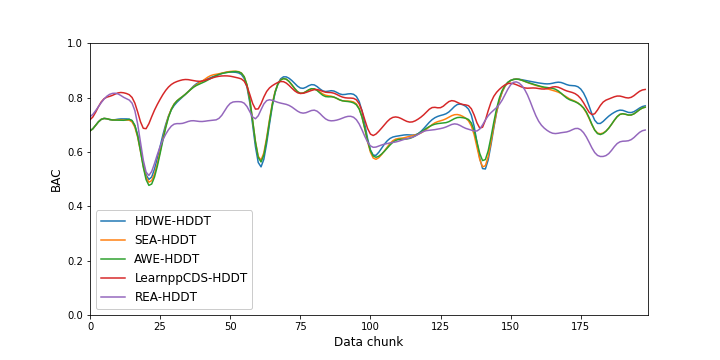 1.0
0.8
0.6
0.4
0.2
0.0
BAC
HDWE-HDDT
SEA-HDDT
AWE-HDDT
LearnppCDS-HDDT
REA-HDDT
0 25 50 75 100 125 150 175
Data chunk